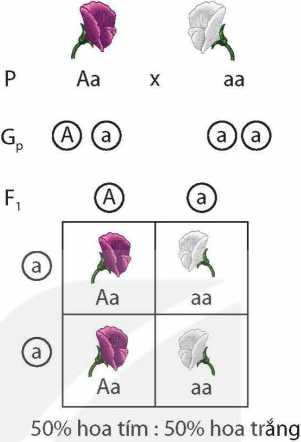 P Aa x aa
Gp A a a a
F1 A a
a
Aa aa
a
Aa aa
50% hoa tím : 50% hoa trắng